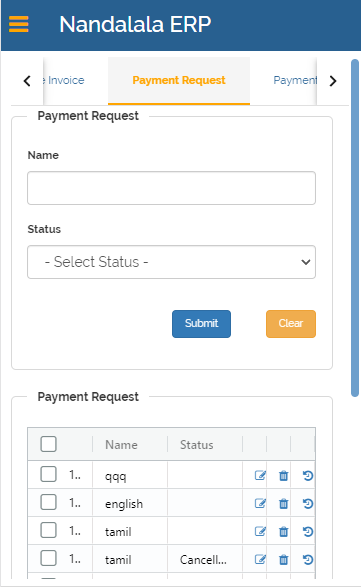 Nandalala ERP
e Invoice
Payment Request
Payment
Payment Request
Name
Status
- Select Status -
Submit
Clear
Payment Request
Name Status
1.. qqq
1.. english
1.. tamil
1.. tamil Cancell...